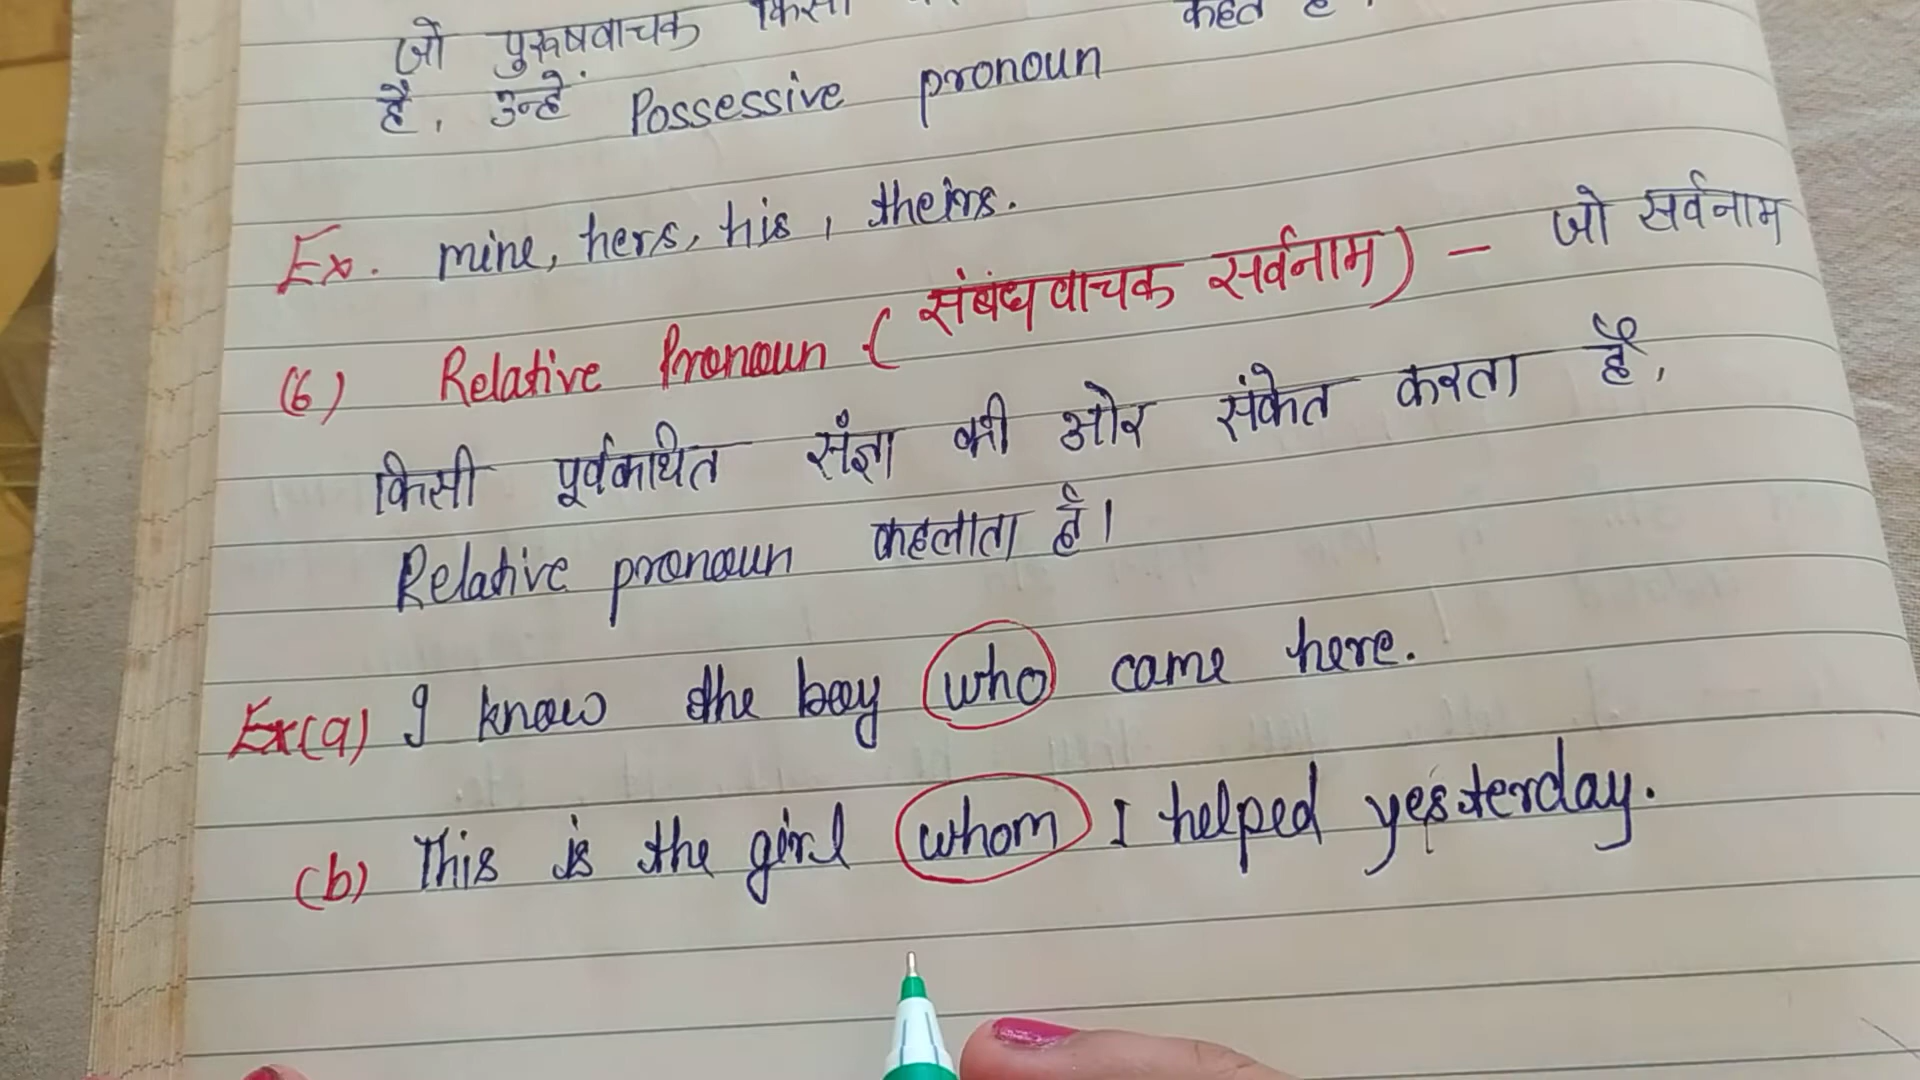 जो पुरूषवाचक किसी
है, उन्हें Possessive pronoun कहते है
Ex. mine, hers, his, theirs.
(6) Relative Pronoun (संबंधवाचक सर्वनाम) - जो सर्वनाम
किसी पूर्वकथित संज्ञा की ओर संकेत करता है,
Relative pronoun कहलाता है।
Ex(a) I know the boy who came here.
(b) This is the girl whom I helped yesterday.